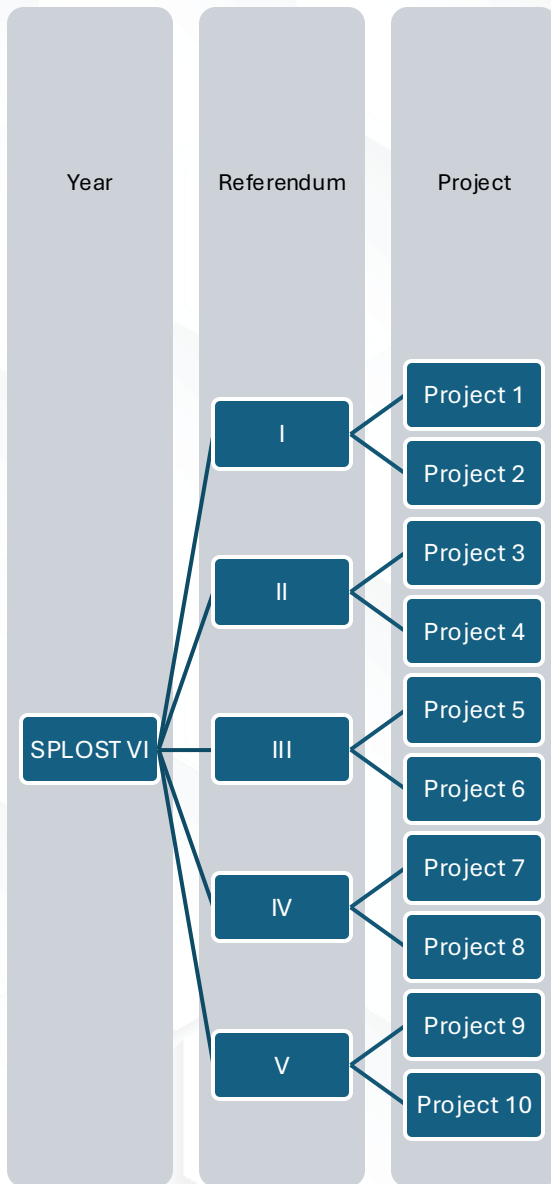 Year
Referendum
Project
SPLOST VI
I
II
III
IV
V
Project 1
Project 2
Project 3
Project 4
Project 5
Project 6
Project 7
Project 8
Project 9
Project 10